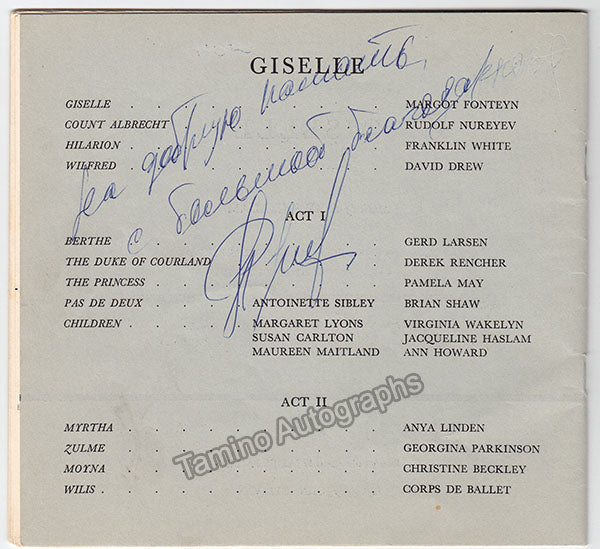 GISELLE
GISELLE . . . . . . . . MARGOT FONTEYN
COUNT ALBRECHT . . . . . . . RUDOLF NUREYEV
HILARION . . . . . . . . FRANKLIN WHITE
WILFRED . . . . . . . . DAVID DREW
На добрую память,
с большой благодарностью
ACT I
BERTHE . . . . . . . . GERD LARSEN
THE DUKE OF COURLAND . . . . . DEREK RENCHER
THE PRINCESS . . . . . . . PAMELA MAY
PAS DE DEUX . . . . ANTOINETTE SIBLEY BRIAN SHAW
CHILDREN . . . . . MARGARET LYONS VIRGINIA WAKELYN
SUSAN CARLTON JACQUELINE HASLAM
MAUREEN MAITLAND ANN HOWARD
ACT II
MYRTHA . . . . . . . . ANYA LINDEN
ZULME . . . . . . . . GEORGINA PARKINSON
MOYNA . . . . . . . . CHRISTINE BECKLEY
WILIS . . . . . . . . CORPS DE BALLET
Tamino Autographs